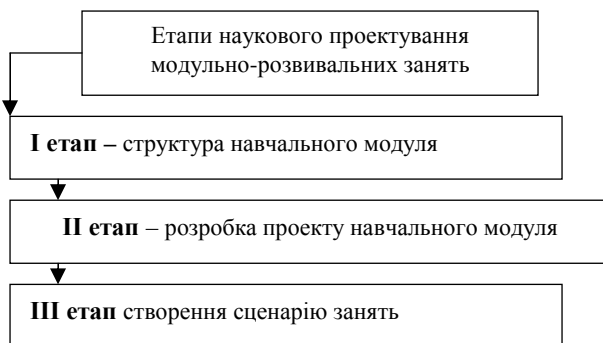 Етапи наукового проектування
модульно-розвивальних занять
І етап – структура навчального модуля
ІІ етап – розробка проекту навчального модуля
ІІІ етап створення сценарію занять